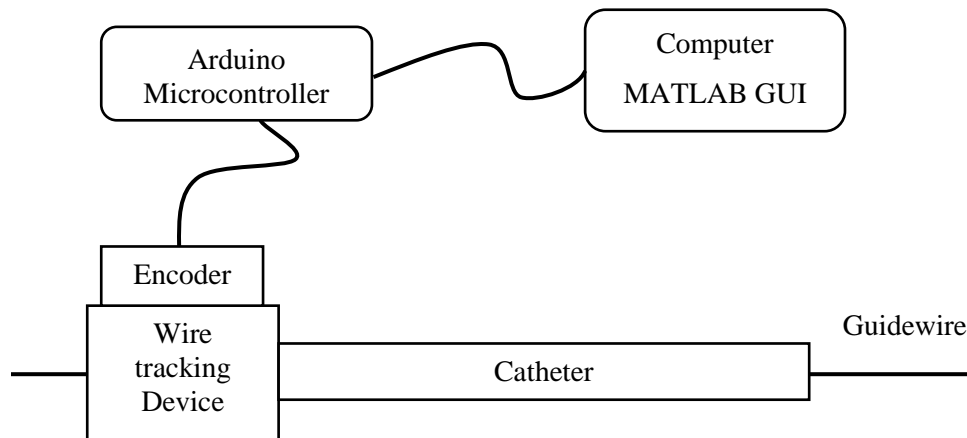 Arduino
Microcontroller
Computer
MATLAB GUI
Encoder
Wire
tracking
Device
Catheter
Guidewire